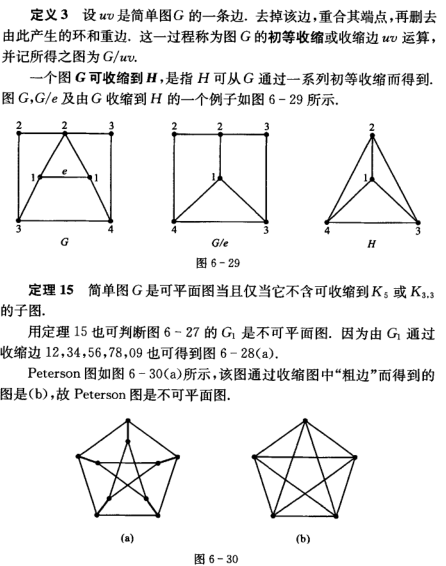 定义 3 设 uv 是简单图 G 的一条边. 去掉该边,重合其端点,再删去
由此产生的环和重边. 这一过程称为图 G 的初等收缩或收缩边 uv 运算,
并记所得之图为 G/uv.
一个图 G 可收缩到 H,是指 H 可从 G 通过一系列初等收缩而得到.
图 G,G/e 及由 G 收缩到 H 的一个例子如图 6-29 所示.
2 2 3
1 e 1
3 4
G
2 2 3
1
4 3
G/e
2
1
4 3
H
图 6-29
定理 15 简单图 G 是可平面图当且仅当它不含可收缩到 K₅ 或 K₃.₃
的子图.
用定理 15 也可判断图 6-27 的 G₁ 是不可平面图. 因为由 G₁ 通过
收缩边 12,34,56,78,09 也可得到图 6-28(a).
Peterson 图如图 6-30(a)所示,该图通过收缩图中“粗边”而得到的
图是(b),故 Peterson 图是不可平面图.
(a)
(b)
图 6-30